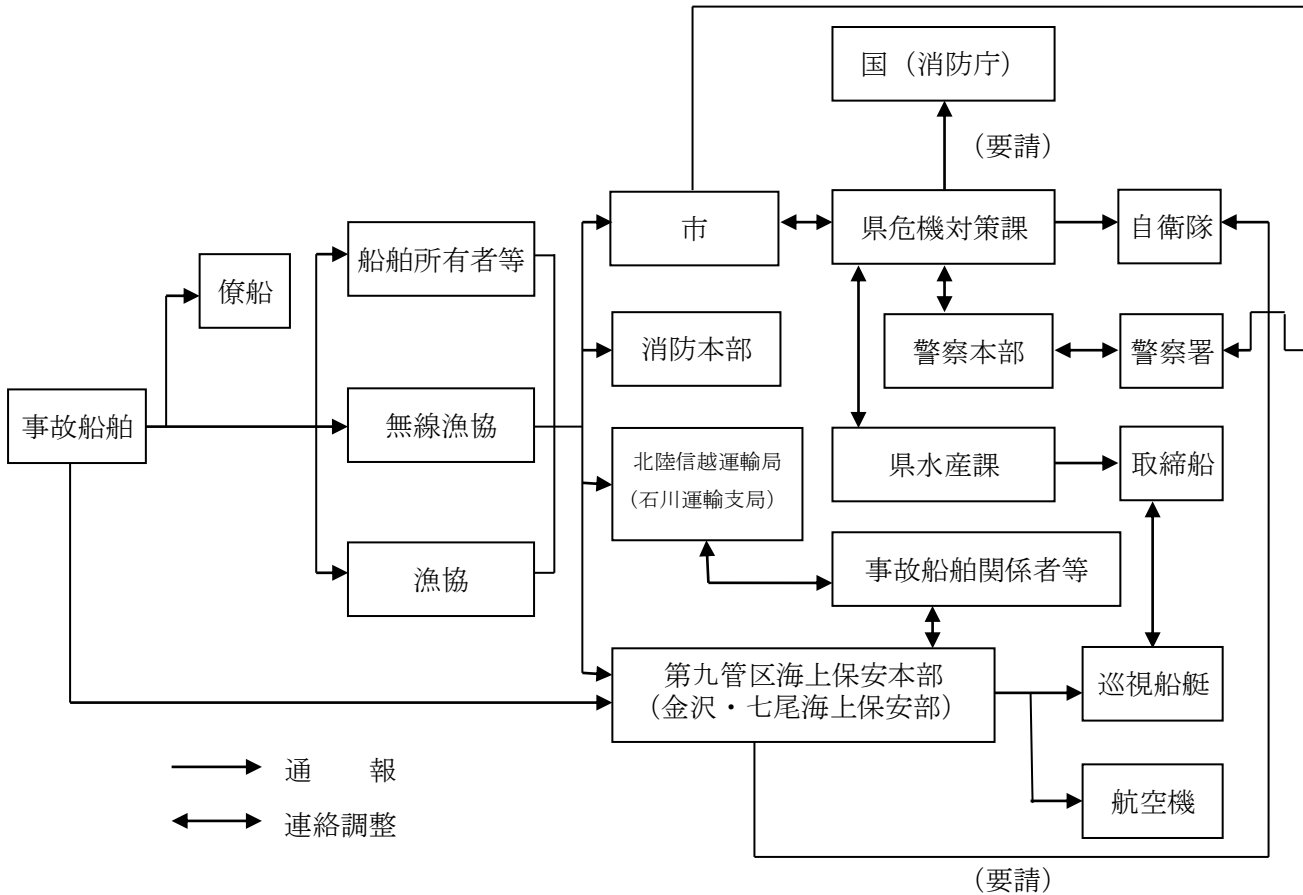 国（消防庁）
（要請）
市
県危機対策課
自衛隊
船舶所有者等
僚船
消防本部
警察本部
警察署
事故船舶
無線漁協
北陸信越運輸局
（石川運輸支局）
県水産課
取締船
漁協
事故船舶関係者等
第九管区海上保安本部
（金沢・七尾海上保安部）
巡視船艇
通　　報
航空機
連絡調整
（要請）